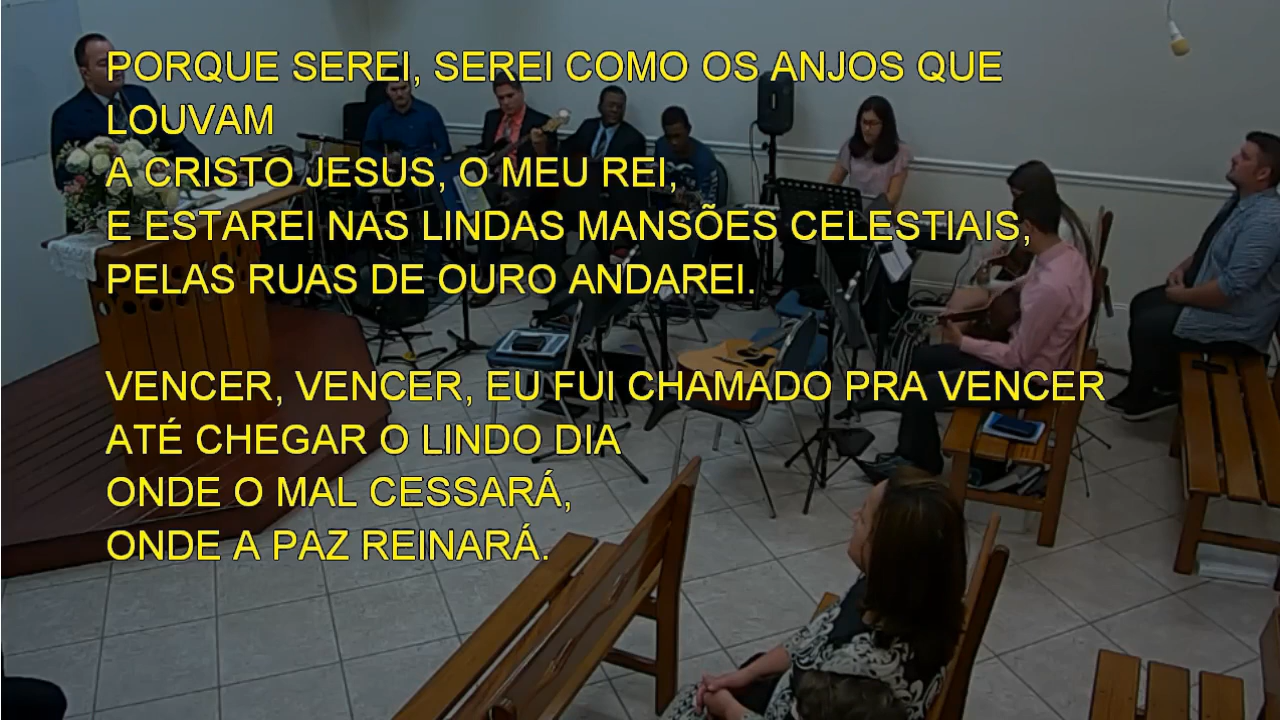 PORQUE SEREI, SEREI COMO OS ANJOS QUE
LOUVAM
A CRISTO JESUS, O MEU REI,
E ESTAREI NAS LINDAS MANSÕES CELESTIAIS,
PELAS RUAS DE OURO ANDAREI.
VENCER, VENCER, EU FUI CHAMADO PRA VENCER
ATÉ CHEGAR O LINDO DIA
ONDE O MAL CESSARÁ,
ONDE A PAZ REINARÁ.